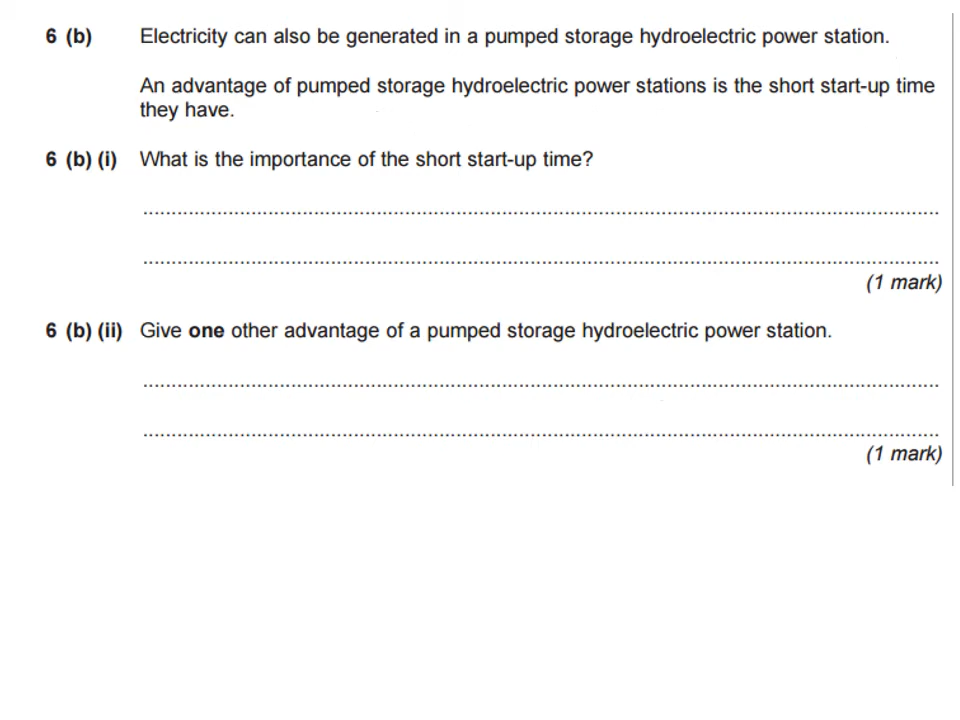 6 (b) Electricity can also be generated in a pumped storage hydroelectric power station.
An advantage of pumped storage hydroelectric power stations is the short start-up time
they have.
6 (b) (i) What is the importance of the short start-up time?
................................................................................
................................................................................
(1 mark)
6 (b) (ii) Give one other advantage of a pumped storage hydroelectric power station.
................................................................................
................................................................................
(1 mark)